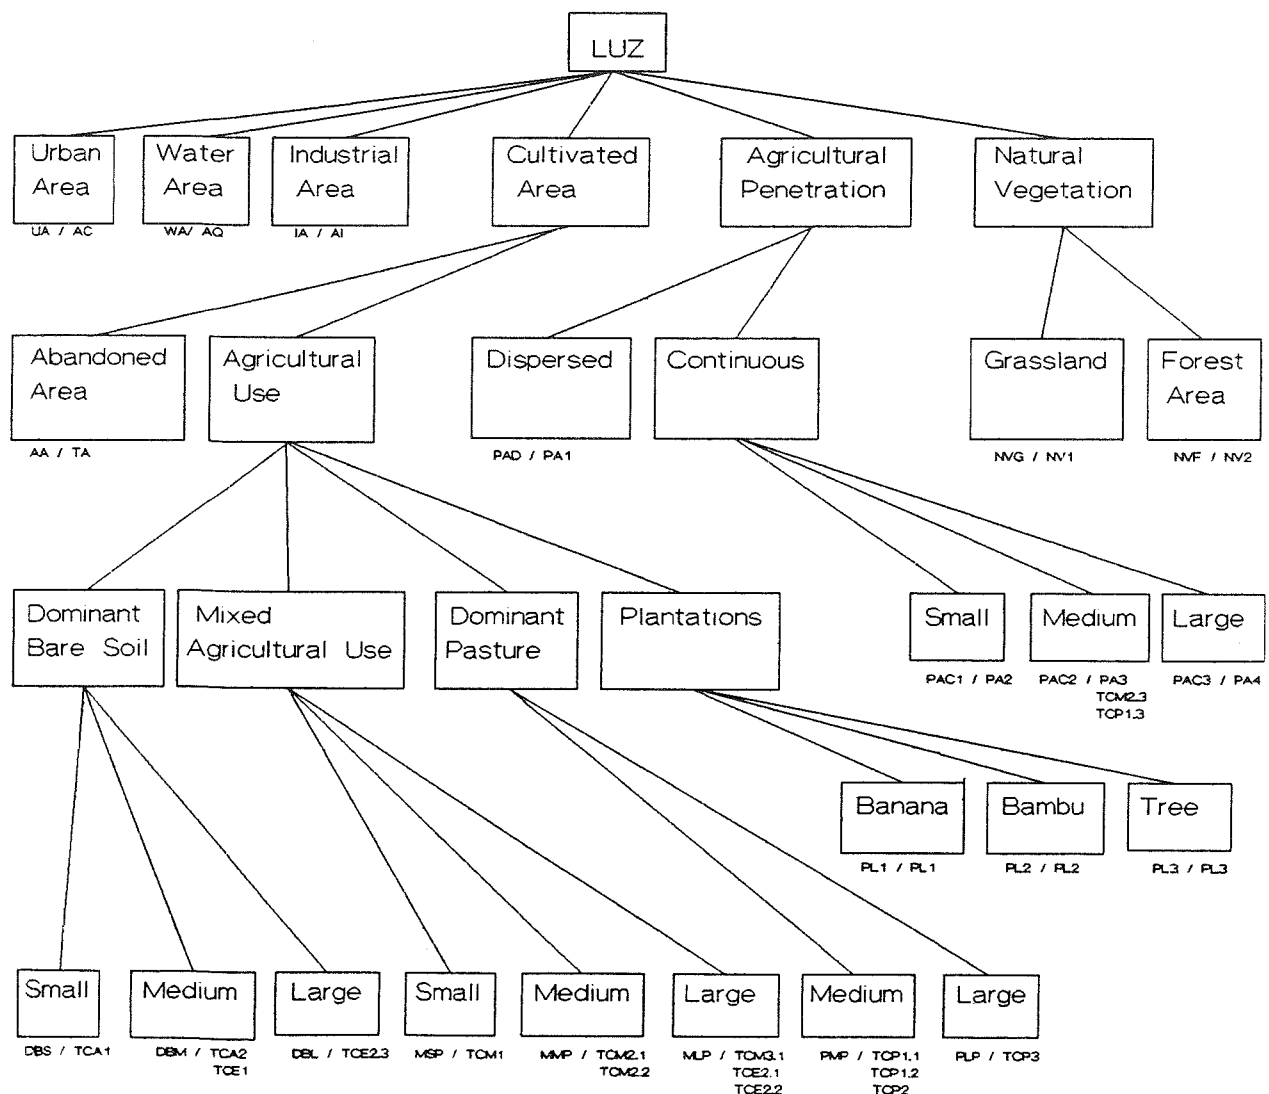 LUZ
Urban
Area
UA / AC
Water
Area
WA/ AQ
Industrial
Area
IA / AI
Cultivated
Area
Agricultural
Penetration
Natural
Vegetation
Abandoned
Area
AA / TA
Agricultural
Use
Dispersed
PAD / PA1
Continuous
Grassland
NVG / NV1
Forest
Area
NVF / NV2
Dominant
Bare Soil
Mixed
Agricultural Use
Dominant
Pasture
Plantations
Small
PAC1 / PA2
Medium
PAC2 / PA3
TCM2.3
TCP1.3
Large
PAC3 / PA4
Banana
PL1 / PL1
Bambu
PL2 / PL2
Tree
PL3 / PL3
Small
DBS / TCA1
Medium
DBM / TCA2
TCE1
Large
DBL / TCE2.3
Small
MSP / TCM1
Medium
MMP / TCM2.1
TCM2.2
Large
MLP / TCM3.1
TCE2.1
TCE2.2
Medium
PMP / TCP1.1
TCP1.2
TCP2
Large
PLP / TCP3